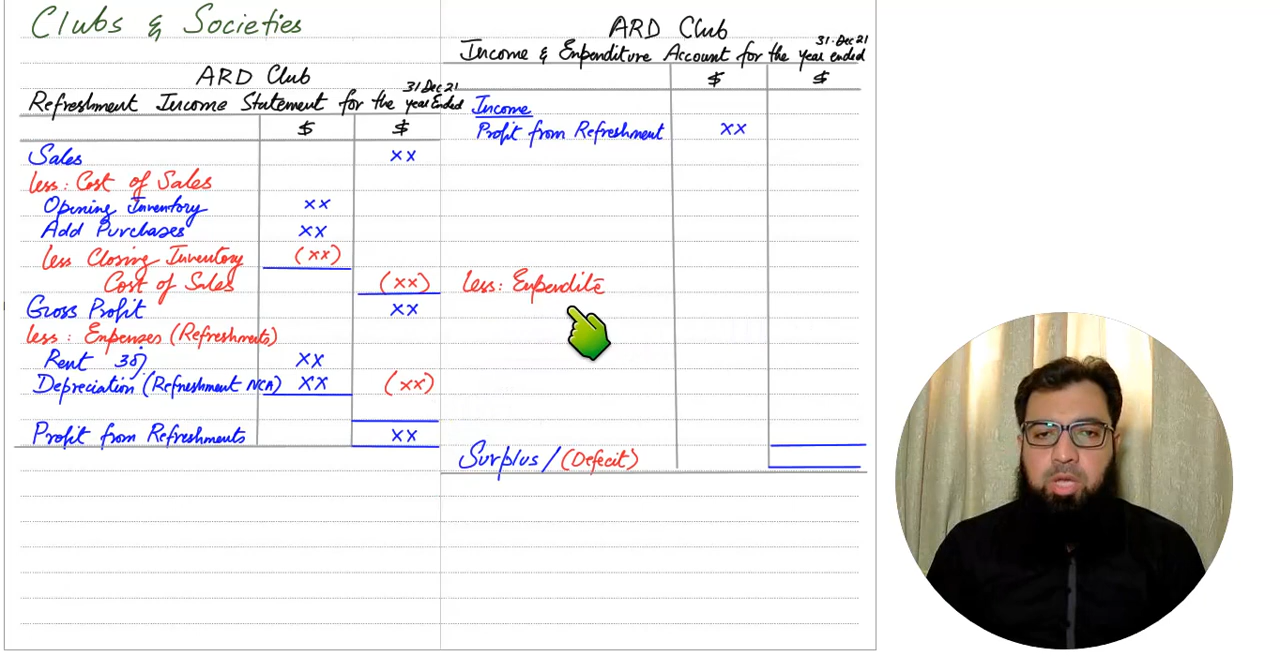 Clubs & Societies
ARD Club
Refreshment Income Statement for the year Ended 31 Dec 21
$ $
Sales xx
less: Cost of Sales
Opening Inventory xx
Add Purchases xx
less Closing Inventory (xx)
Cost of Sales (xx)
Gross Profit xx
less: Expenses (Refreshments)
Rent xx
Depreciation (Refreshment NCA) xx (xx)
Profit from Refreshments xx
ARD Club
Income & Expenditure Account for the year ended 31-Dec 21
$ $
Income
Profit from Refreshment xx
less: Expendite
Surplus/(Defecit)